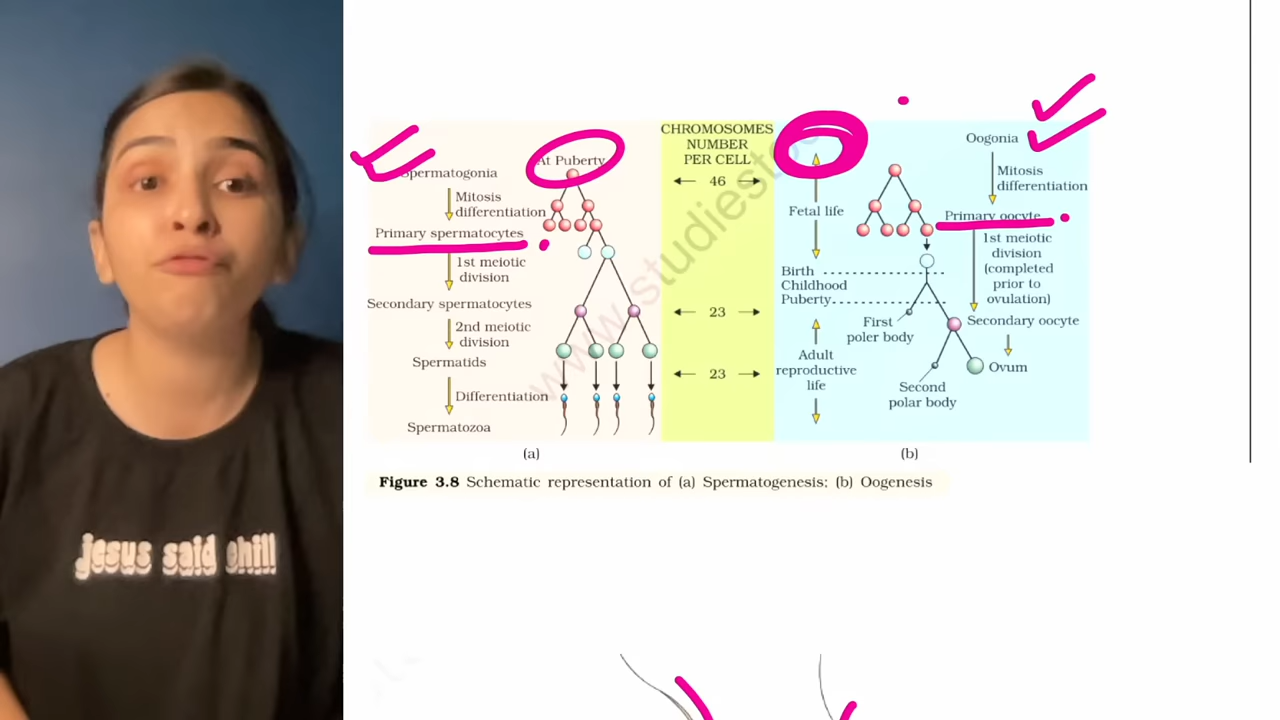 jesus said chill
CHROMOSOMES
NUMBER
PER CELL
46
23
23
At Puberty
Spermatogonia
Mitosis
differentiation
Primary spermatocytes
1st meiotic
division
Secondary spermatocytes
2nd meiotic
division
Spermatids
Differentiation
Spermatozoa
(a)
Fetal life
Birth
Childhood
Puberty
Adult
reproductive
life
First
poler body
Second
polar body
Oogonia
Mitosis
differentiation
Primary oocyte
1st meiotic
division
(completed
prior to
ovulation)
Secondary oocyte
Ovum
(b)
Figure 3.8 Schematic representation of (a) Spermatogenesis; (b) Oogenesis